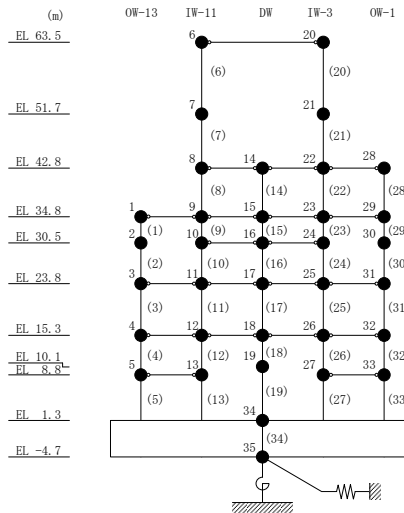 (m) OW-13 IW-11 DW IW-3 OW-1
EL 63.5 6 20
(6) (20)
EL 51.7 7 21
(7) (21)
EL 42.8 8 14 22 28
(8) (14) (22) (28
EL 34.8 1 9 15 23 29
(1) (9) (15) (23) (29
EL 30.5 2 10 16 24 30
(2) (10) (16) (24) (30
EL 23.8 3 11 17 25 31
(3) (11) (17) (25) (31
EL 15.3 4 12 18 26 32
(4) (12) (18) (26) (32
EL 10.1 19
EL 8.8 5 13 27 33
(5) (13) (19) (27) (33
EL 1.3 34
(34)
EL -4.7 35